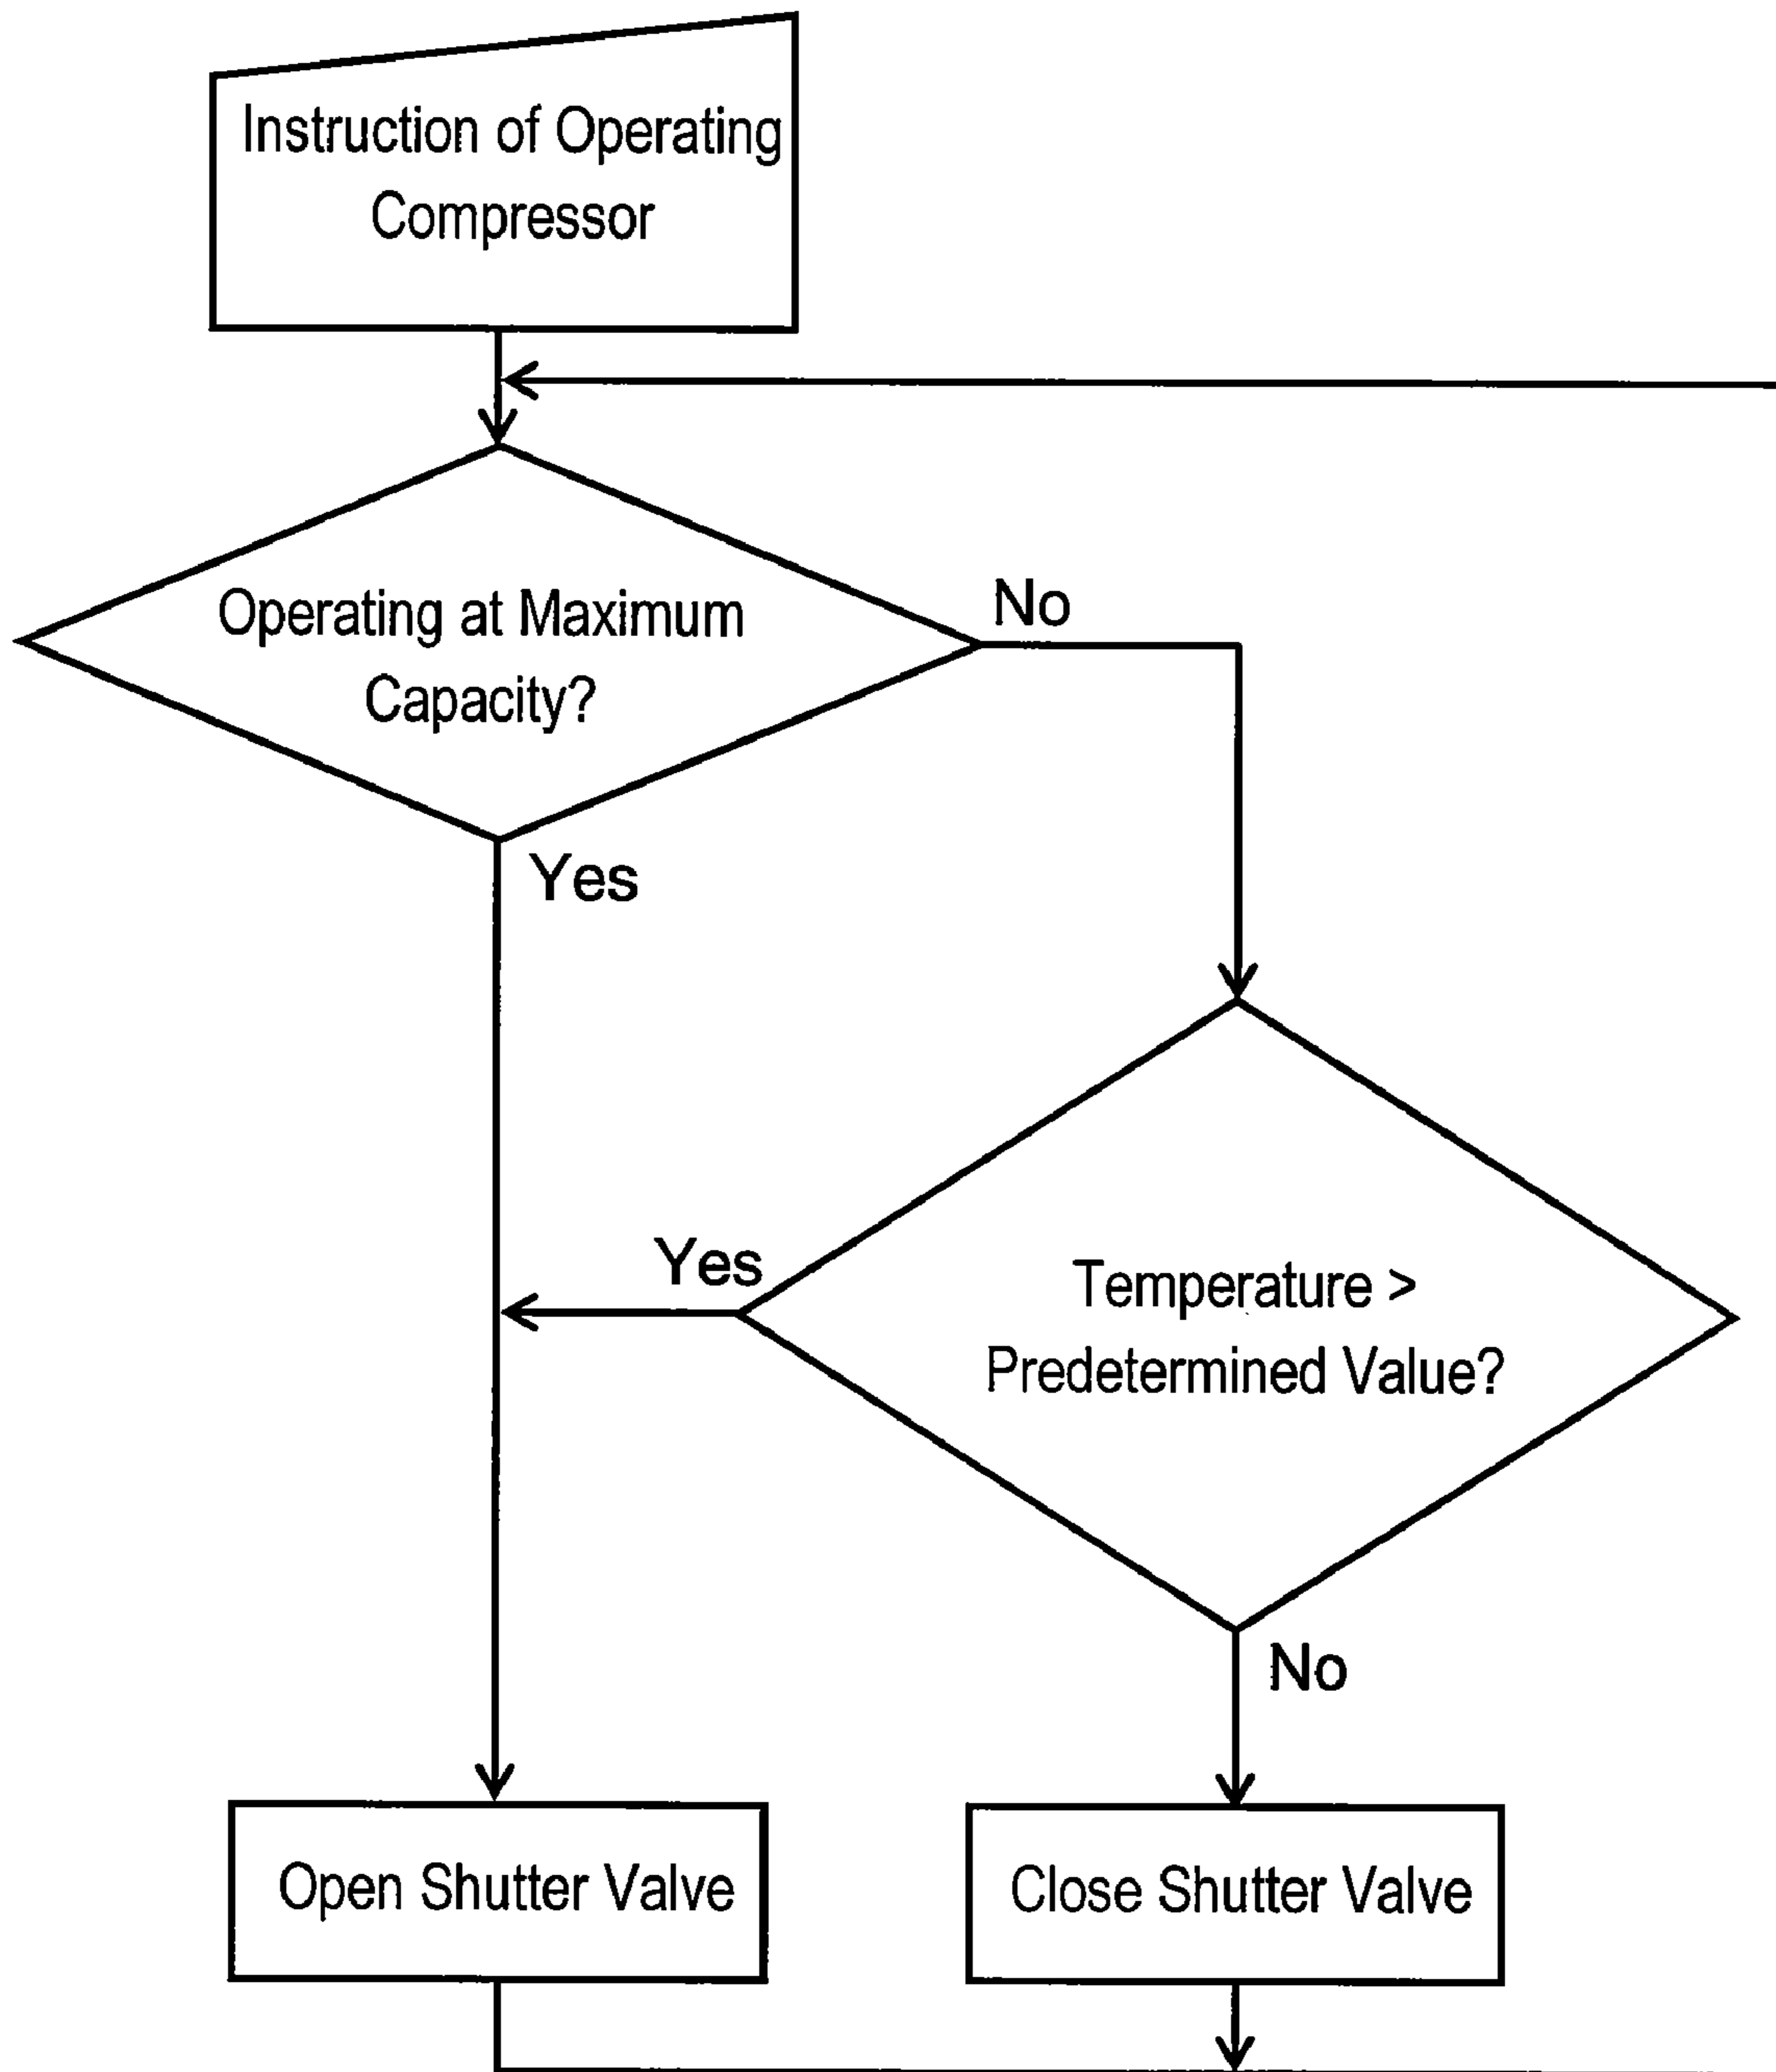 Instruction of Operating
Compressor
Operating at Maximum
Capacity?
No
Yes
Yes
Temperature >
Predetermined Value?
No
Open Shutter Valve
Close Shutter Valve